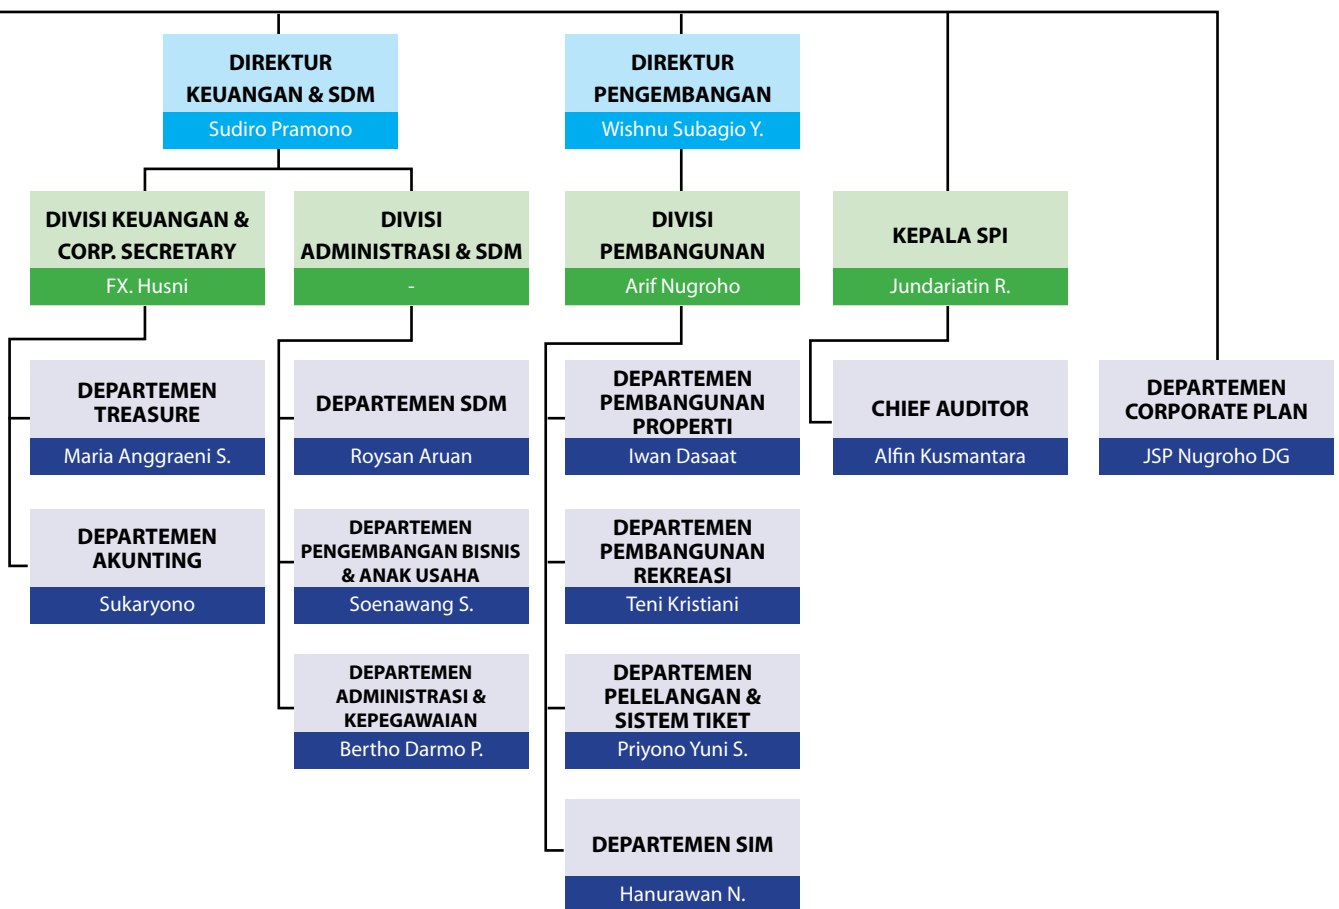 DIREKTUR
KEUANGAN & SDM
Sudiro Pramono
DIREKTUR
PENGEMBANGAN
Wishnu Subagio Y.
DIVISI KEUANGAN &
CORP. SECRETARY
FX. Husni
DIVISI
ADMINISTRASI & SDM
-
DIVISI
PEMBANGUNAN
Arif Nugroho
KEPALA SPI
Jundariatin R.
DEPARTEMEN
TREASURE
Maria Anggraeni S.
DEPARTEMEN SDM
Roysan Aruan
DEPARTEMEN
PEMBANGUNAN
PROPERTI
Iwan Dasaat
CHIEF AUDITOR
Alfin Kusmantara
DEPARTEMEN
CORPORATE PLAN
JSP Nugroho DG
DEPARTEMEN
AKUNTING
Sukaryono
DEPARTEMEN
PENGEMBANGAN BISNIS
& ANAK USAHA
Soenawang S.
DEPARTEMEN
PEMBANGUNAN
REKREASI
Teni Kristiani
DEPARTEMEN
ADMINISTRASI &
KEPEGAWAIAN
Bertho Darmo P.
DEPARTEMEN
PELELANGAN &
SISTEM TIKET
Priyono Yuni S.
DEPARTEMEN SIM
Hanurawan N.